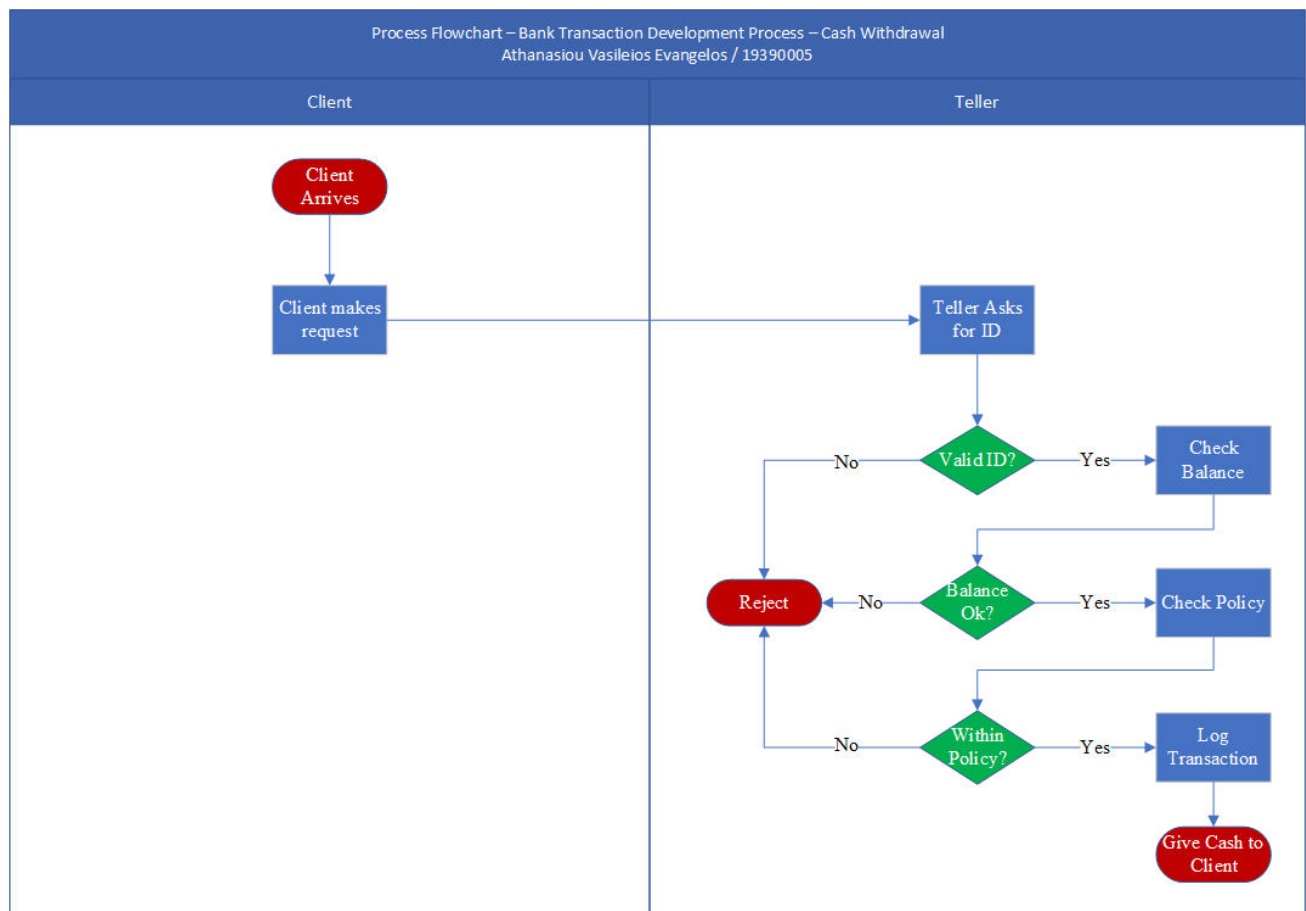 Process Flowchart – Bank Transaction Development Process – Cash Withdrawal
Athanasiou Vasileios Evangelos / 19390005
Client
Teller
Client
Arrives
Client makes
request
Teller Asks
for ID
Valid ID?
No
Yes
Check
Balance
Reject
No
Balance
Ok?
Yes
Check Policy
No
Within
Policy?
Yes
Log
Transaction
Give Cash to
Client